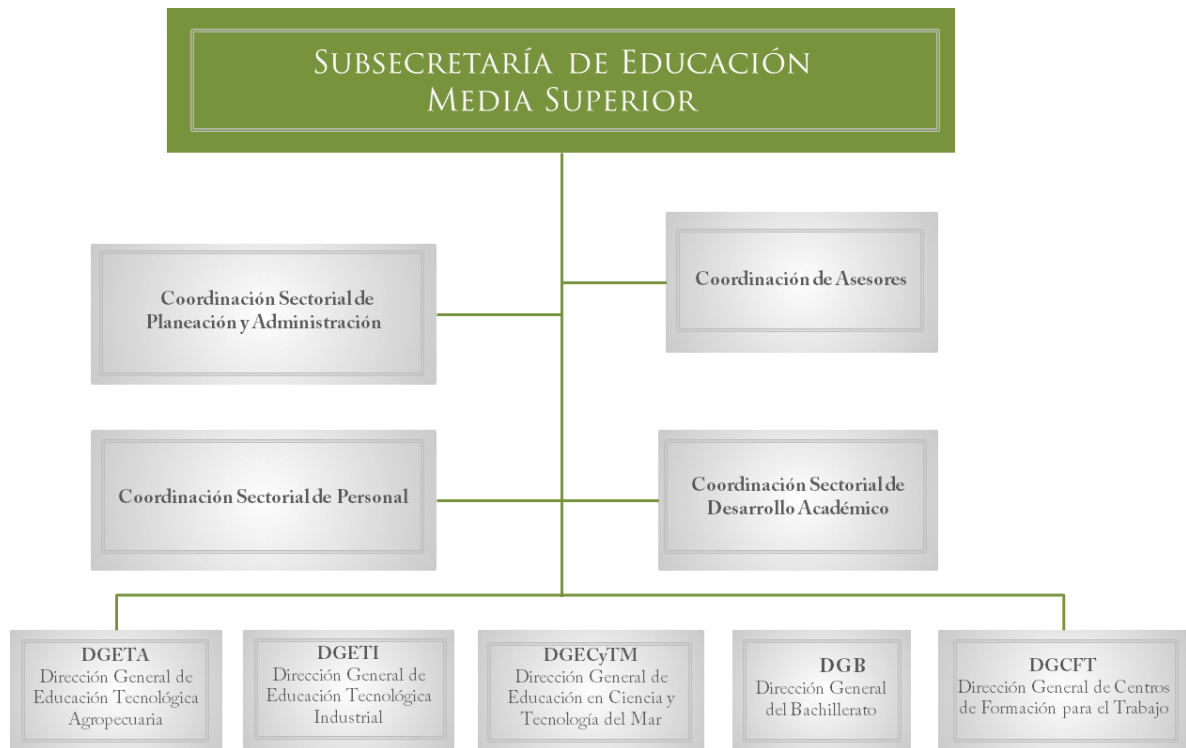 SUBSECRETARÍA DE EDUCACIÓN
MEDIA SUPERIOR
Coordinación de Asesores
Coordinación Sectorial de
Planeación y Administración
Coordinación Sectorial de Personal
Coordinación Sectorial de
Desarrollo Académico
DGETA
Dirección General de
Educación Tecnológica
Agropecuaria
DGETI
Dirección General de
Educación Tecnológica
Industrial
DGECyTM
Dirección General de
Educación en Ciencia y
Tecnología del Mar
DGB
Dirección General
del Bachillerato
DGCFT
Dirección General de Centros
de Formación para el Trabajo